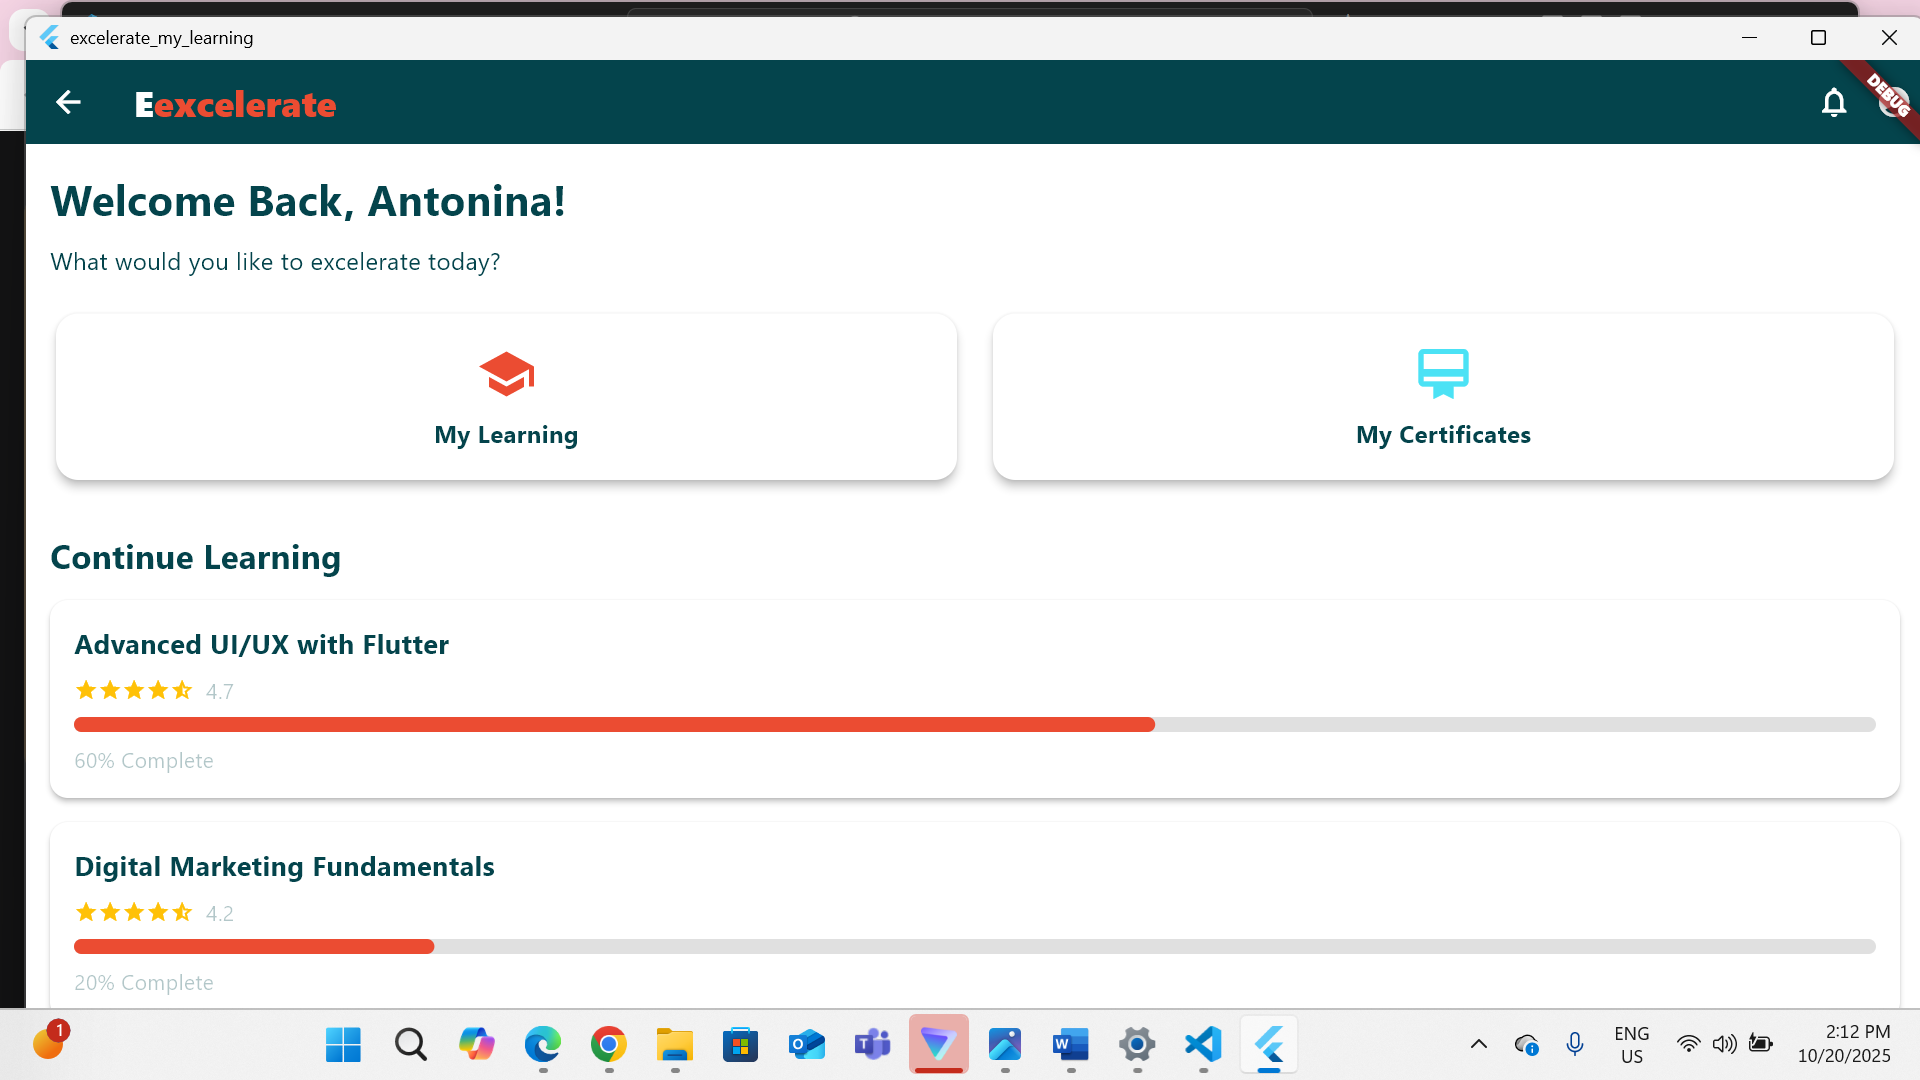 excelerate_my_learning
Eexcelerate
DEBUG
Welcome Back, Antonina!
What would you like to excelerate today?
My Learning
My Certificates
Continue Learning
Advanced UI/UX with Flutter
4.7
60% Complete
Digital Marketing Fundamentals
4.2
20% Complete
1
ENG
US
2:12 PM
10/20/2025